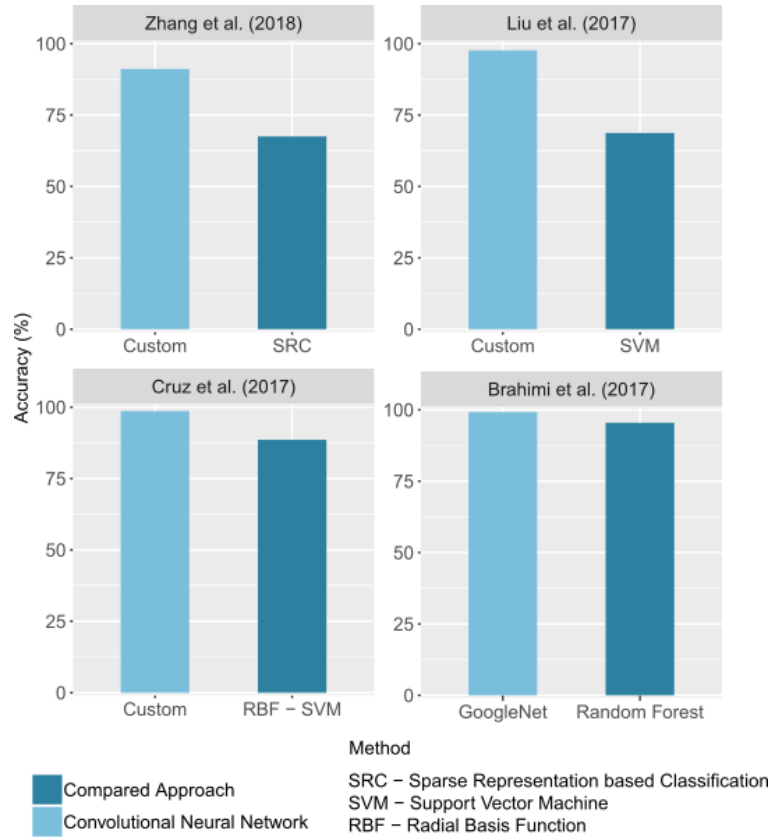 Zhang et al. (2018)
Liu et al. (2017)
100
75
50
25
0
Custom
SRC
100
75
50
25
0
Custom
SVM
Accuracy (%)
Cruz et al. (2017)
Brahimi et al. (2017)
100
75
50
25
0
Custom
RBF − SVM
100
75
50
25
0
GoogleNet
Random Forest
Method
Compared Approach
Convolutional Neural Network
SRC − Sparse Representation based Classification
SVM − Support Vector Machine
RBF − Radial Basis Function